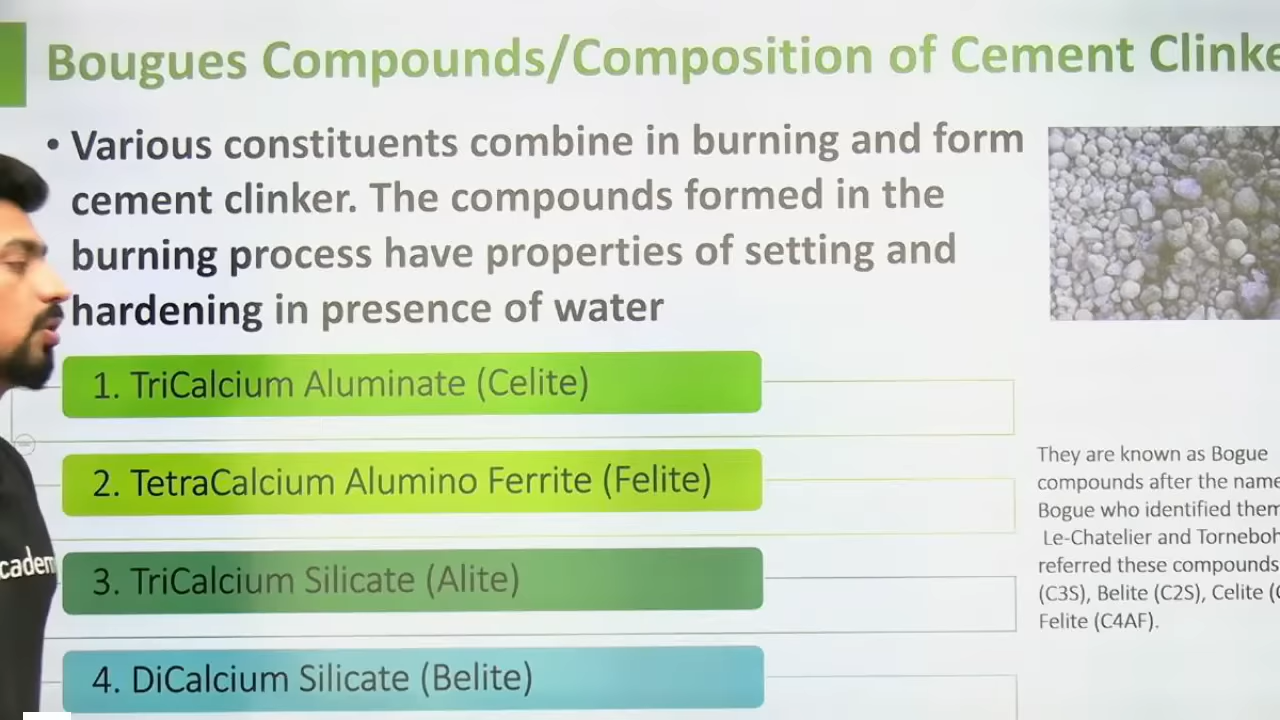 Bougues Compounds/Composition of Cement Clinke
• Various constituents combine in burning and form
cement clinker. The compounds formed in the
burning process have properties of setting and
hardening in presence of water
1. TriCalcium Aluminate (Celite)
2. TetraCalcium Alumino Ferrite (Felite)
3. TriCalcium Silicate (Alite)
4. DiCalcium Silicate (Belite)
They are known as Bogue
compounds after the name
Bogue who identified them
Le-Chatelier and Torneboh
referred these compounds
(C3S), Belite (C2S), Celite (
Felite (C4AF).
cadem